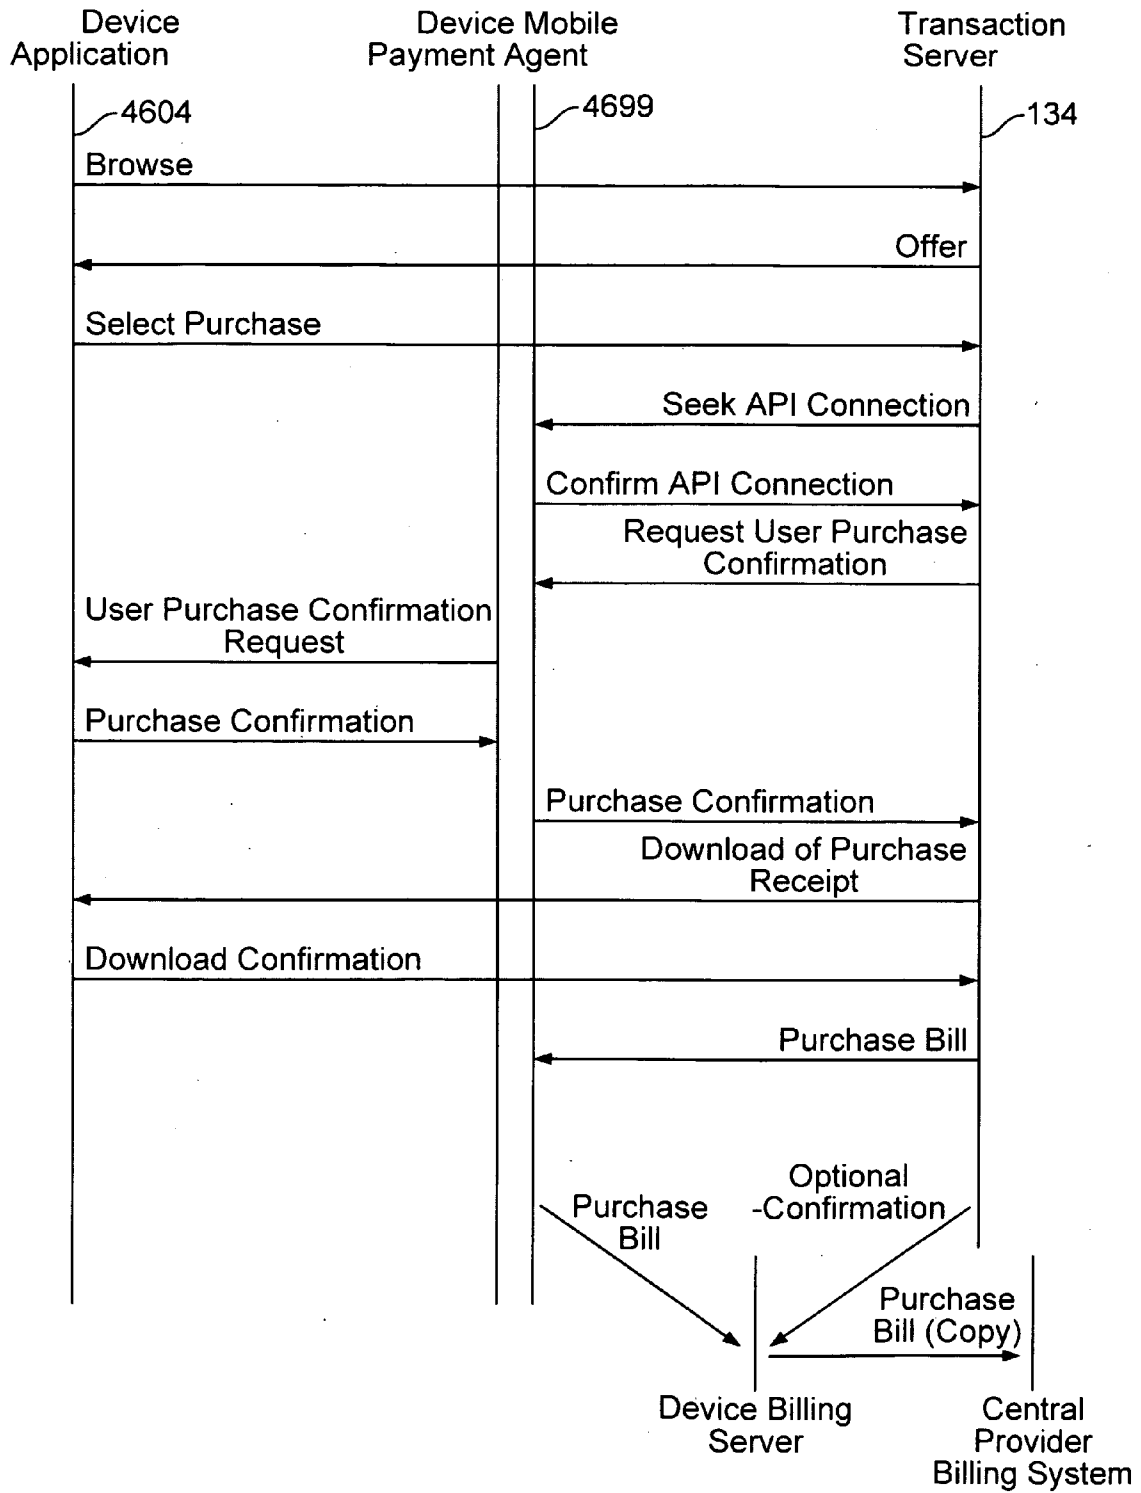 Device
Application
Device Mobile
Payment Agent
Transaction
Server
4604
4699
134
Browse
Offer
Select Purchase
Seek API Connection
Confirm API Connection
Request User Purchase
Confirmation
User Purchase Confirmation
Request
Purchase Confirmation
Purchase Confirmation
Download of Purchase
Receipt
Download Confirmation
Purchase Bill
Optional
-Confirmation
Purchase
Bill
Purchase
Bill (Copy)
Device Billing
Server
Central
Provider
Billing System